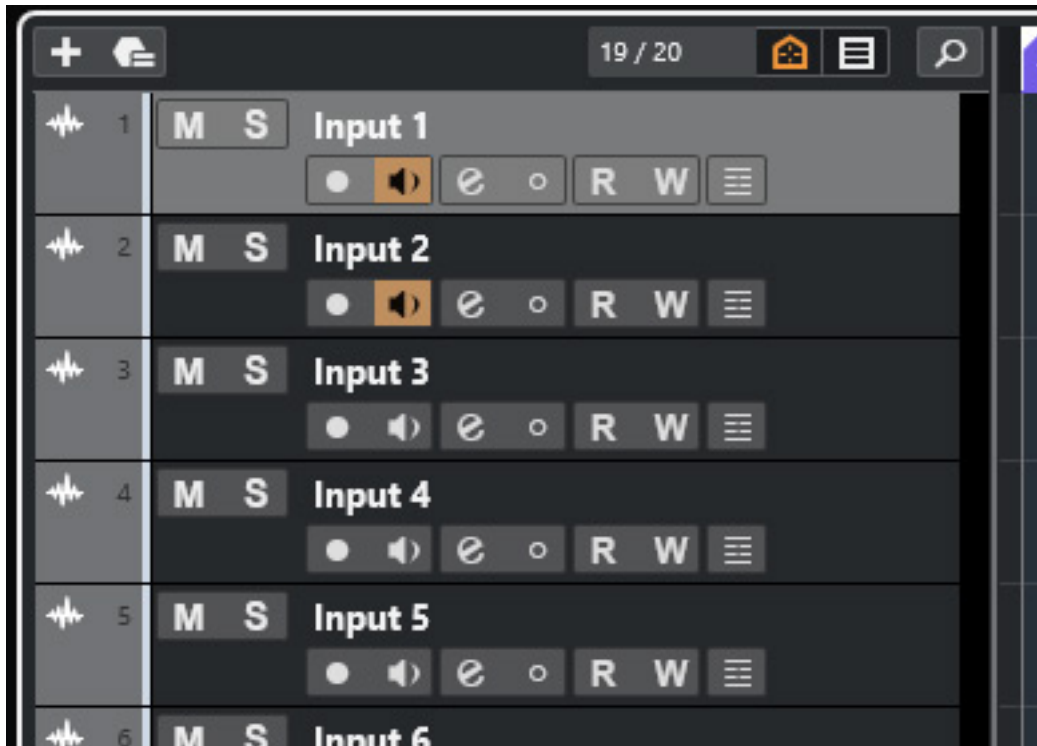 19 / 20
1 M S Input 1
R W
2 M S Input 2
R W
3 M S Input 3
R W
4 M S Input 4
R W
5 M S Input 5
R W
6 M S Input 6